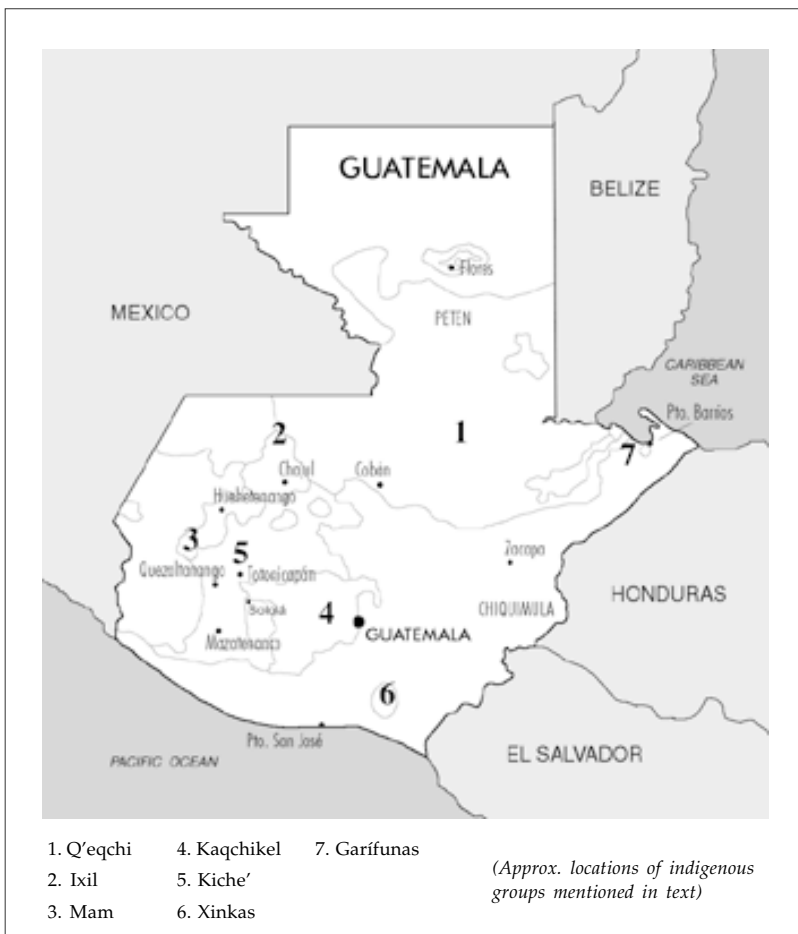 GUATEMALA
BELIZE
Flores
MEXICO
PETEN
CARIBBEAN
SEA
Pto. Barrios
1
2
7
Chajul
Cobán
Huehuetenango
3
5
Zacapa
Quezaltenango
Totonicapán
HONDURAS
Sololá
4
CHIQUIMULA
GUATEMALA
Mazatenango
6
Pto. San José
EL SALVADOR
PACIFIC OCEAN
1. Q'eqchi
2. Ixil
3. Mam
4. Kaqchikel
5. Kiche'
6. Xinkas
7. Garífunas
(Approx. locations of indigenous
groups mentioned in text)